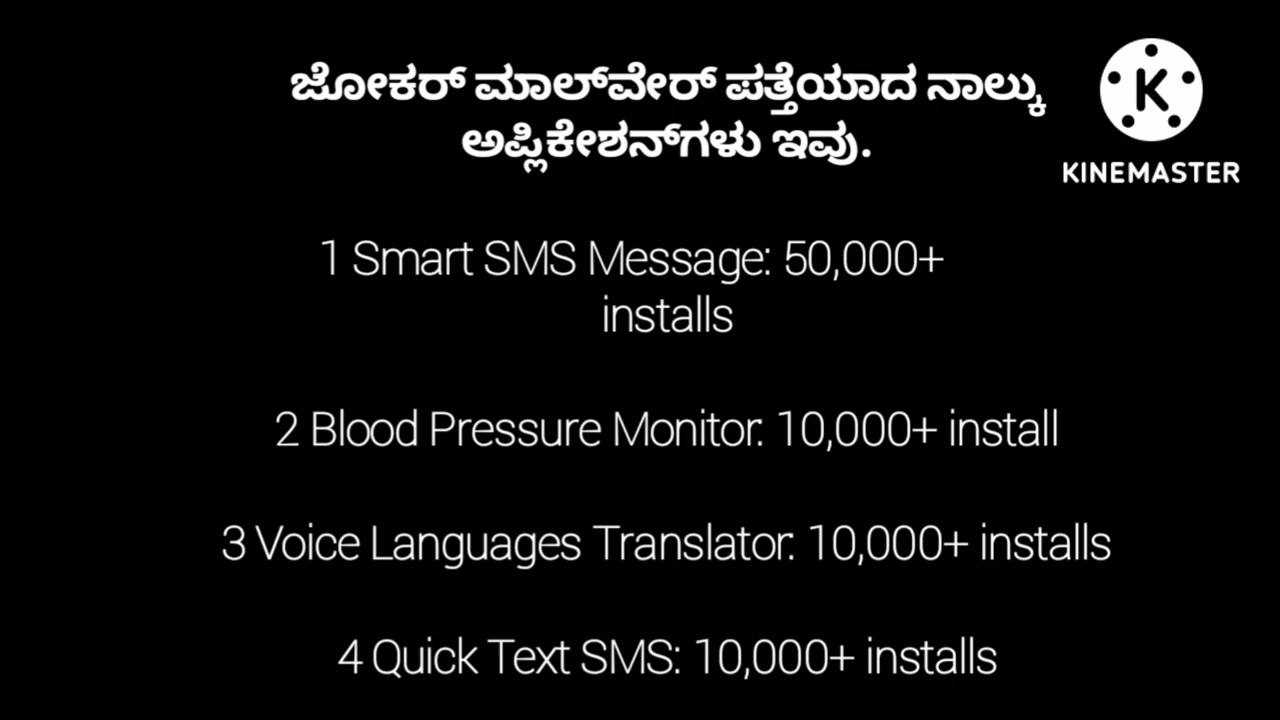 ಜೋಕರ್ ಮಾಲ್‌ವೇರ್ ಪತ್ತೆಯಾದ ನಾಲ್ಕು
ಅಪ್ಲಿಕೇಶನ್‌ಗಳು ಇವು.
K
KINEMASTER
1 Smart SMS Message: 50,000+
installs
2 Blood Pressure Monitor: 10,000+ install
3 Voice Languages Translator: 10,000+ installs
4 Quick Text SMS: 10,000+ installs